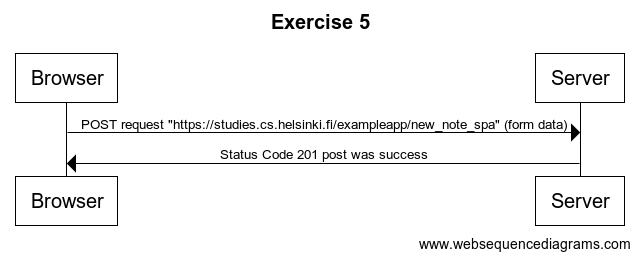 Exercise 5
Browser
Server
POST request "https://studies.cs.helsinki.fi/exampleapp/new_note_spa" (form data)
Status Code 201 post was success
Browser
Server
www.websequencediagrams.com